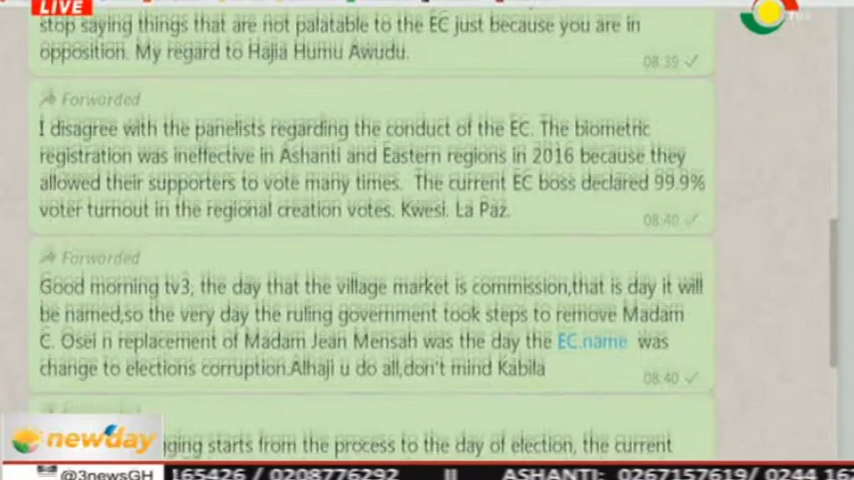 LIVE
stop saying things that are not palatable to the EC just because you are in
opposition. My regard to Hajia Humu Awudu.
08:39
Forwarded
I disagree with the panelists regarding the conduct of the EC. The biometric
registration was ineffective in Ashanti and Eastern regions in 2016 because they
allowed their supporters to vote many times. The current EC boss declared 99.9%
voter turnout in the regional creation votes. Kwesi. La Paz.
08:40
Forwarded
Good morning tv3, the day that the village market is commission,that is day it will
be named,so the very day the ruling government took steps to remove Madam
C. Osei n replacement of Madam Jean Mensah was the day the EC.name was
change to elections corruption.Alhaji u do all,don't mind Kabila
08:40
ging starts from the process to the day of election, the current
newday
@3newsGH 165426 / 0208776292 || ASHANTI: 0267157619/ 0244 162